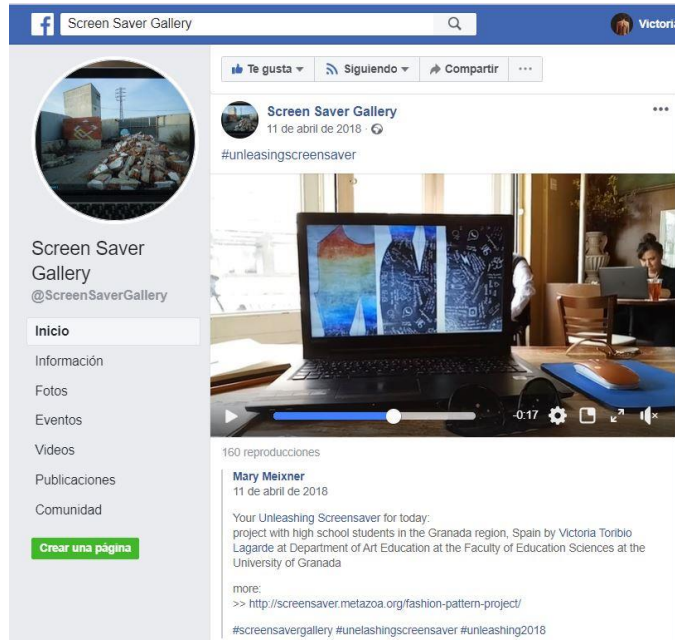 Screen Saver Gallery
Victoria
Te gusta
Siguiendo
Compartir
Screen Saver Gallery
11 de abril de 2018
#unleasingscreensaver
-0:17
160 reproducciones
Mary Meixner
11 de abril de 2018
Your Unleashing Screensaver for today:
project with high school students in the Granada region, Spain by Victoria Toribio
Lagarde at Department of Art Education at the Faculty of Education Sciences at the
University of Granada
more:
>> http://screensaver.metazoa.org/fashion-pattern-project/
#screensavergallery #unelashingscreensaver #unleashing2018
Screen Saver
Gallery
@ScreenSaverGallery
Inicio
Información
Fotos
Eventos
Videos
Publicaciones
Comunidad
Crear una página